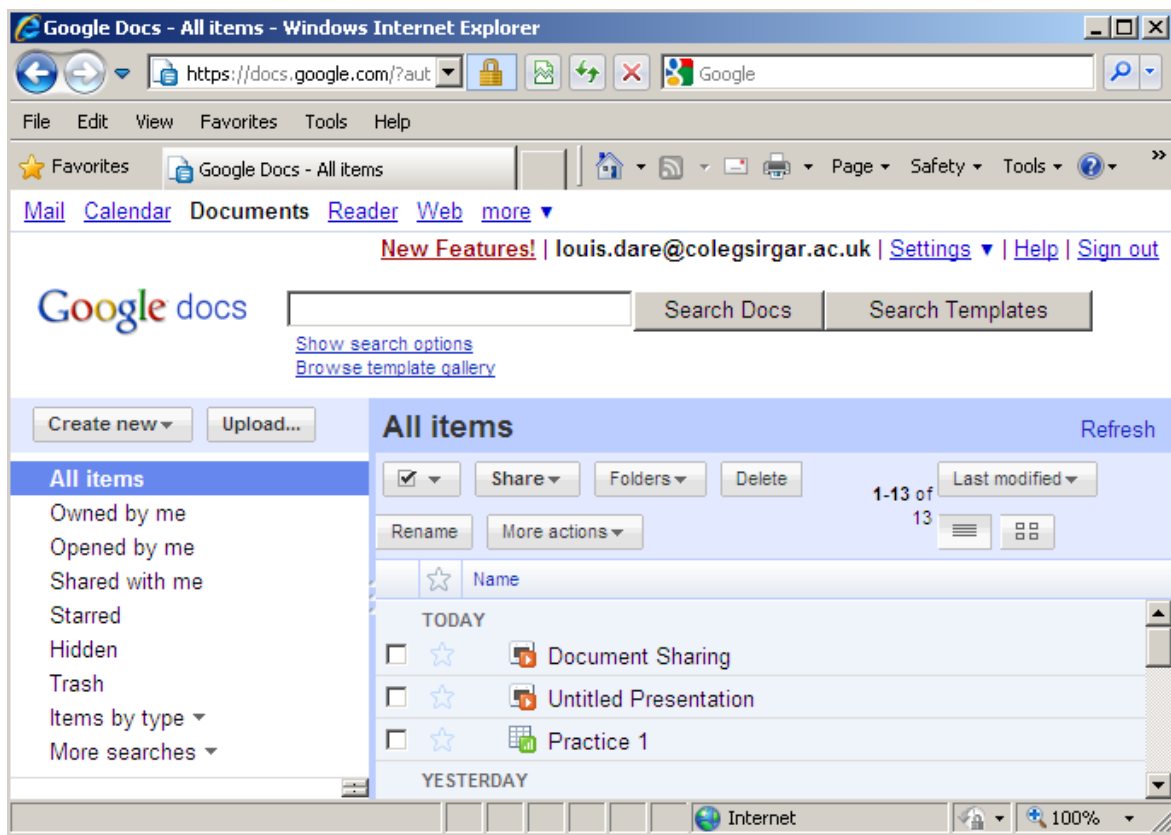 Google Docs - All items - Windows Internet Explorer
https://docs.google.com/?aut
Google
File Edit View Favorites Tools Help
Favorites Google Docs - All items Page Safety Tools »
Mail Calendar Documents Reader Web more ▼
New Features! | louis.dare@colegsirgar.ac.uk | Settings ▼ | Help | Sign out
Google docs Search Docs Search Templates
Show search options
Browse template gallery
Create new Upload... All items Refresh
All items
Owned by me
Opened by me
Shared with me
Starred
Hidden
Trash
Items by type
More searches
Share Folders Delete 1-13 of 13 Last modified
Rename More actions
Name
TODAY
Document Sharing
Untitled Presentation
Practice 1
YESTERDAY
Internet 100%